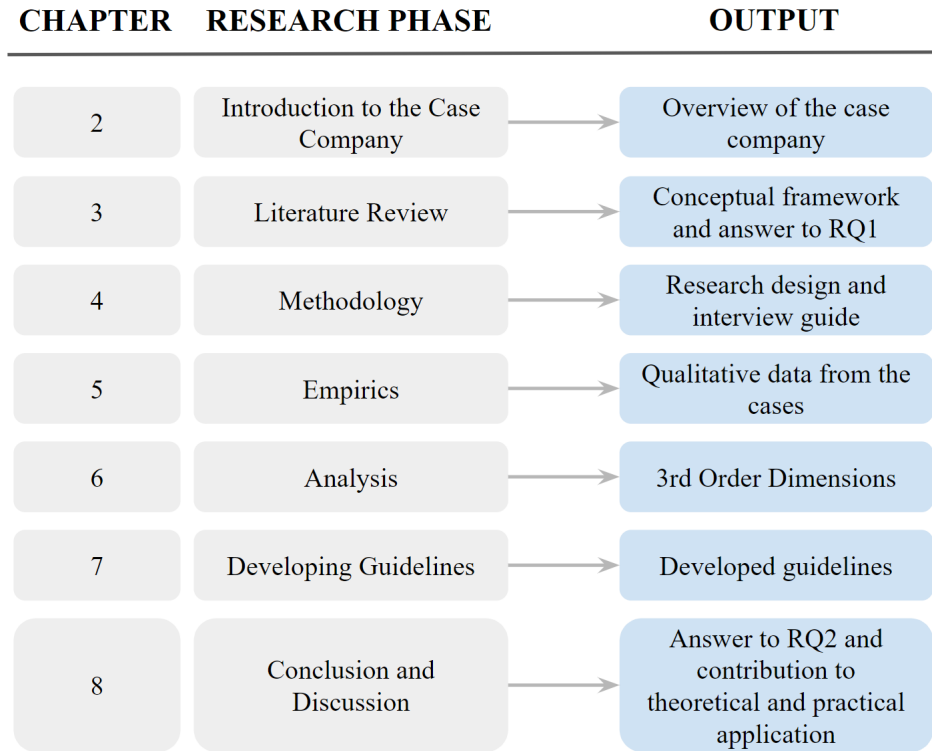 CHAPTER RESEARCH PHASE OUTPUT
2
Introduction to the Case
Company
Overview of the case
company
3
Literature Review
Conceptual framework
and answer to RQ1
4
Methodology
Research design and
interview guide
5
Empirics
Qualitative data from the
cases
6
Analysis
3rd Order Dimensions
7
Developing Guidelines
Developed guidelines
8
Conclusion and
Discussion
Answer to RQ2 and
contribution to
theoretical and practical
application